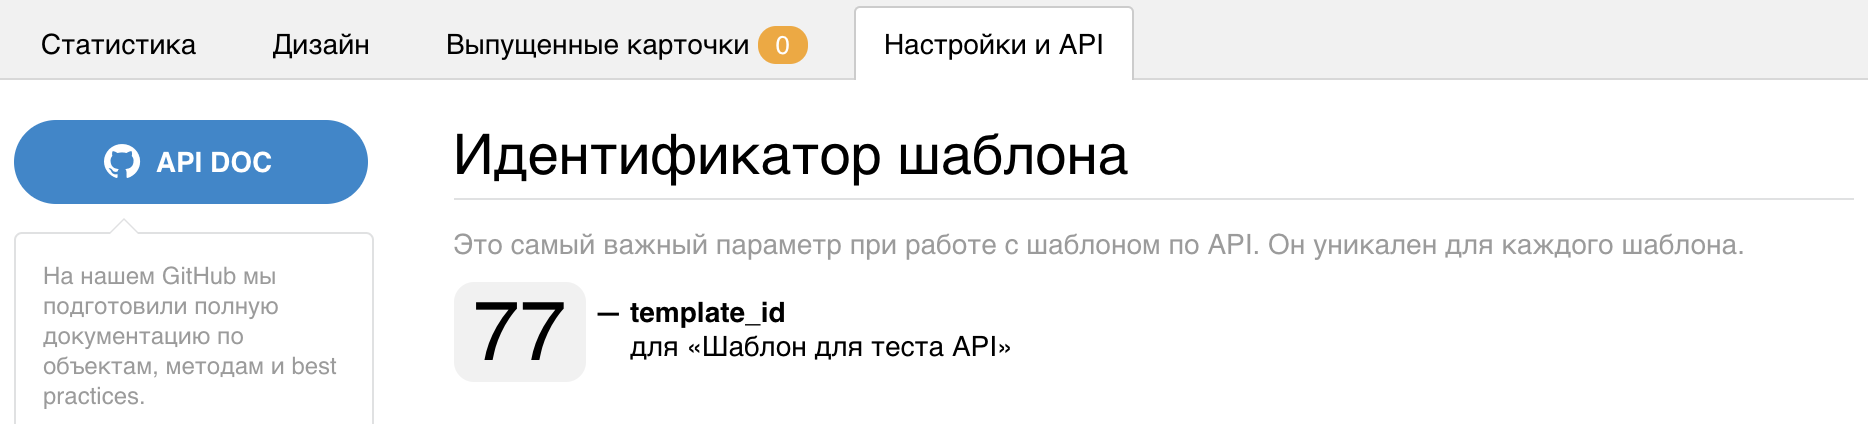 Статистика Дизайн Выпущенные карточки 0 Настройки и API
API DOC
На нашем GitHub мы
подготовили полную
документацию по
объектам, методам и best
practices.
Идентификатор шаблона
Это самый важный параметр при работе с шаблоном по API. Он уникален для каждого шаблона.
77 — template_id
для «Шаблон для теста API»